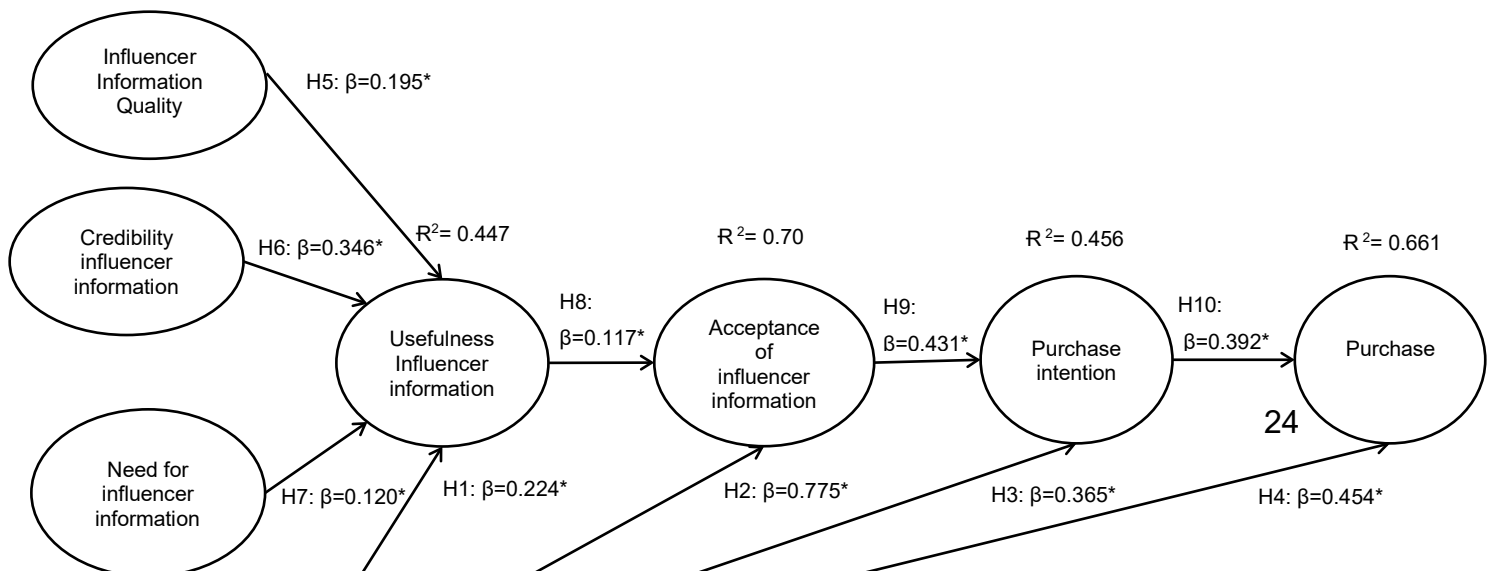 Influencer
Information
Quality
H5: β=0.195*
Credibility
influencer
information
H6: β=0.346*
R²= 0.447
R ²= 0.70
R ²= 0.456
R ²= 0.661
Usefulness
Influencer
information
H8:
β=0.117*
Acceptance
of
influencer
information
H9:
β=0.431*
Purchase
intention
H10:
β=0.392*
Purchase
24
Need for
influencer
information
H7: β=0.120*
H1: β=0.224*
H2: β=0.775*
H3: β=0.365*
H4: β=0.454*